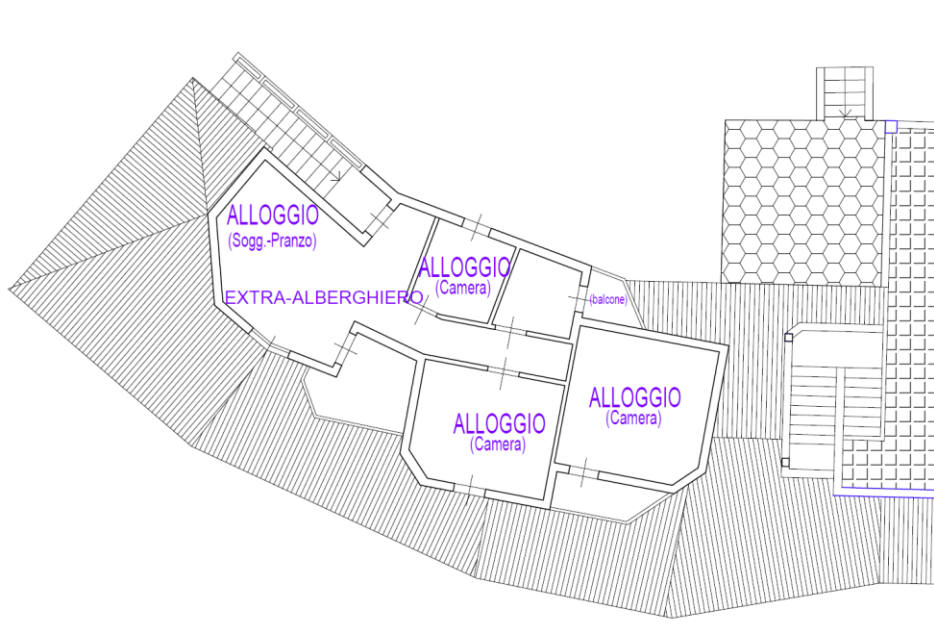 ALLOGGIO
(Sogg.-Pranzo)
EXTRA-ALBERGHIERO
ALLOGGIO
(Camera)
(balcone)
ALLOGGIO
(Camera)
ALLOGGIO
(Camera)